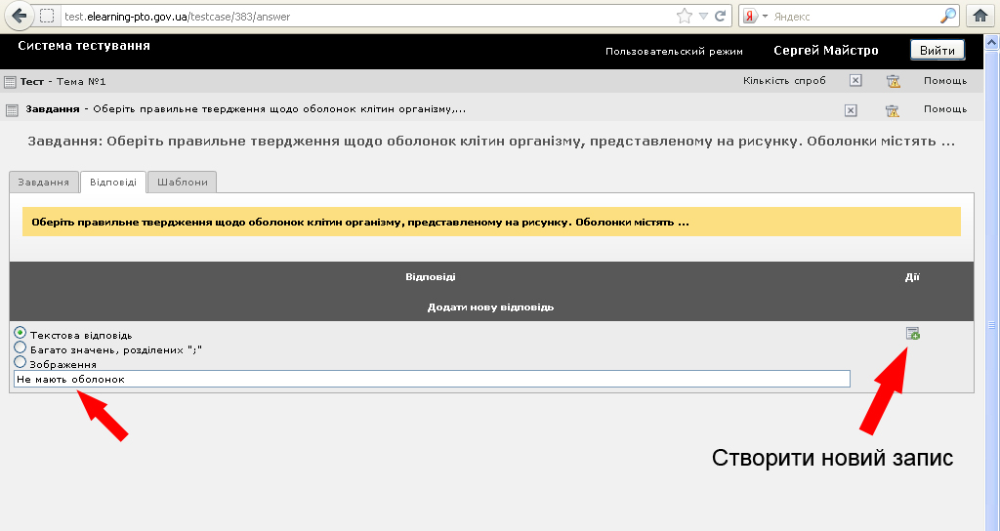 test.elearning-pto.gov.ua/testcase/383/answer
Яндекс
Система тестування
Пользовательский режим
Сергей Майстро
Вийти
Тест - Тема №1
Кількість спроб
Помощь
Завдання - Оберіть правильне твердження щодо оболонок клітин організму,...
Помощь
Завдання: Оберіть правильне твердження щодо оболонок клітин організму, представленому на рисунку. Оболонки містять ...
Завдання
Відповіді
Шаблони
Оберіть правильне твердження щодо оболонок клітин організму, представленому на рисунку. Оболонки містять ...
Відповіді
Дії
Додати нову відповідь
Текстова відповідь
Багато значень, розділених ";"
Зображення
Не мають оболонок
Створити новий запис